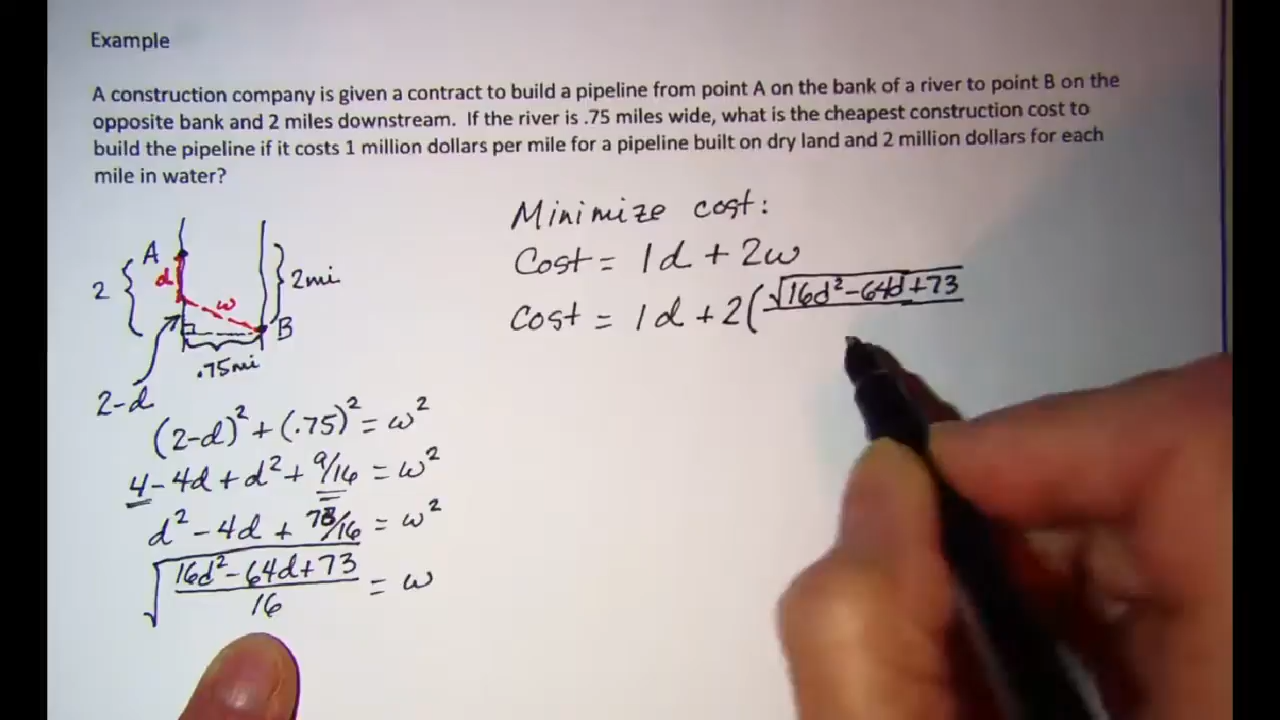 Example
A construction company is given a contract to build a pipeline from point A on the bank of a river to point B on the
opposite bank and 2 miles downstream. If the river is .75 miles wide, what is the cheapest construction cost to
build the pipeline if it costs 1 million dollars per mile for a pipeline built on dry land and 2 million dollars for each
mile in water?
Minimize cost:
Cost = 1d + 2w
Cost = 1d + 2(√16d²-64d+73
A
d
2
2mi
w
B
.75mi
2-d
(2-d)² + (.75)² = w²
4 - 4d + d² + 9/16 = w²
d² - 4d + 73/16 = w²
√16d²-64d+73
16
= w